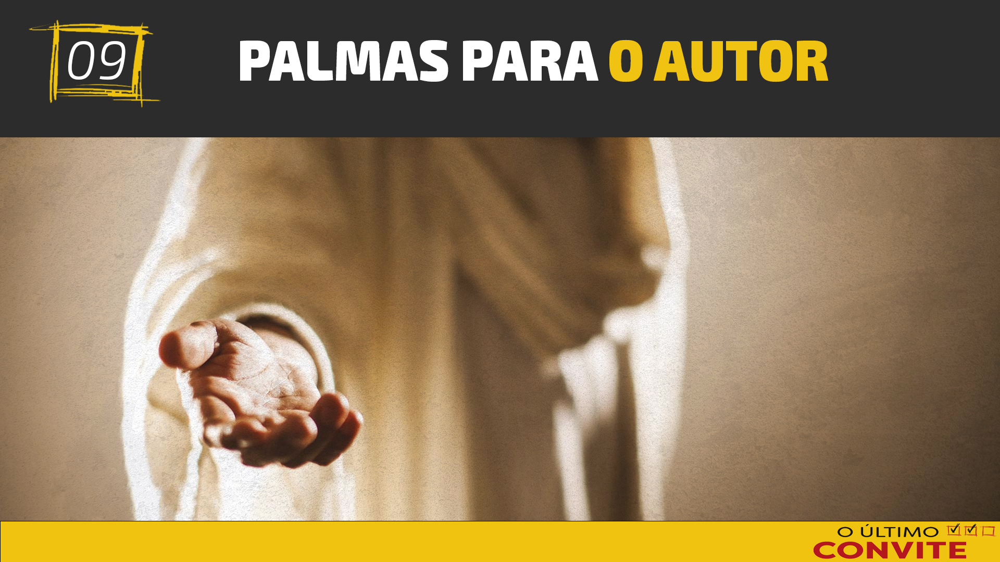 09
PALMAS PARA O AUTOR
O ÚLTIMO
CONVITE